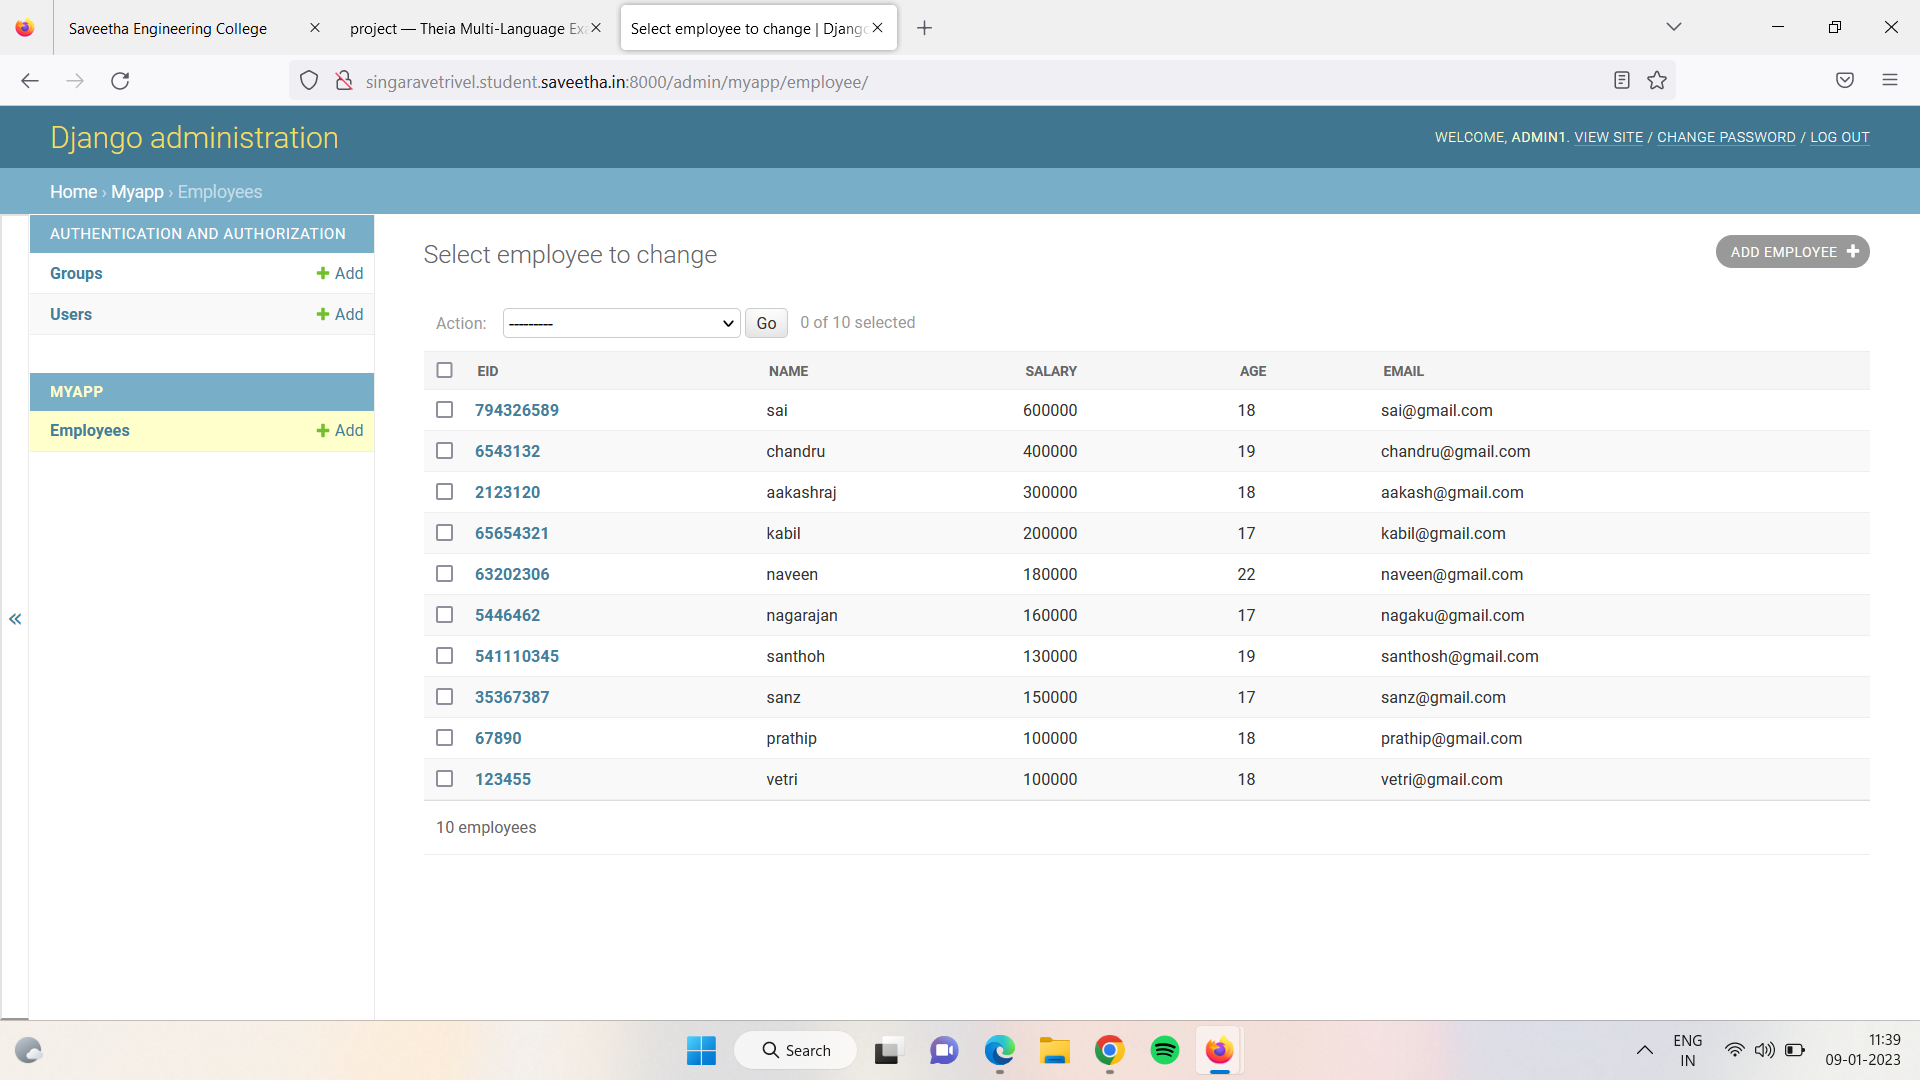 Saveetha Engineering College
project — Theia Multi-Language Ex
Select employee to change | Django
singaravetrivel.student.saveetha.in:8000/admin/myapp/employee/
Django administration
WELCOME, ADMIN1. VIEW SITE / CHANGE PASSWORD / LOG OUT
Home › Myapp › Employees
AUTHENTICATION AND AUTHORIZATION
Groups + Add
Users + Add
MYAPP
Employees + Add
«
Select employee to change
ADD EMPLOYEE +
Action: --------- Go 0 of 10 selected
EID NAME SALARY AGE EMAIL
794326589 sai 600000 18 sai@gmail.com
6543132 chandru 400000 19 chandru@gmail.com
2123120 aakashraj 300000 18 aakash@gmail.com
65654321 kabil 200000 17 kabil@gmail.com
63202306 naveen 180000 22 naveen@gmail.com
5446462 nagarajan 160000 17 nagaku@gmail.com
541110345 santhoh 130000 19 santhosh@gmail.com
35367387 sanz 150000 17 sanz@gmail.com
67890 prathip 100000 18 prathip@gmail.com
123455 vetri 100000 18 vetri@gmail.com
10 employees
Search
ENG
IN
11:39
09-01-2023